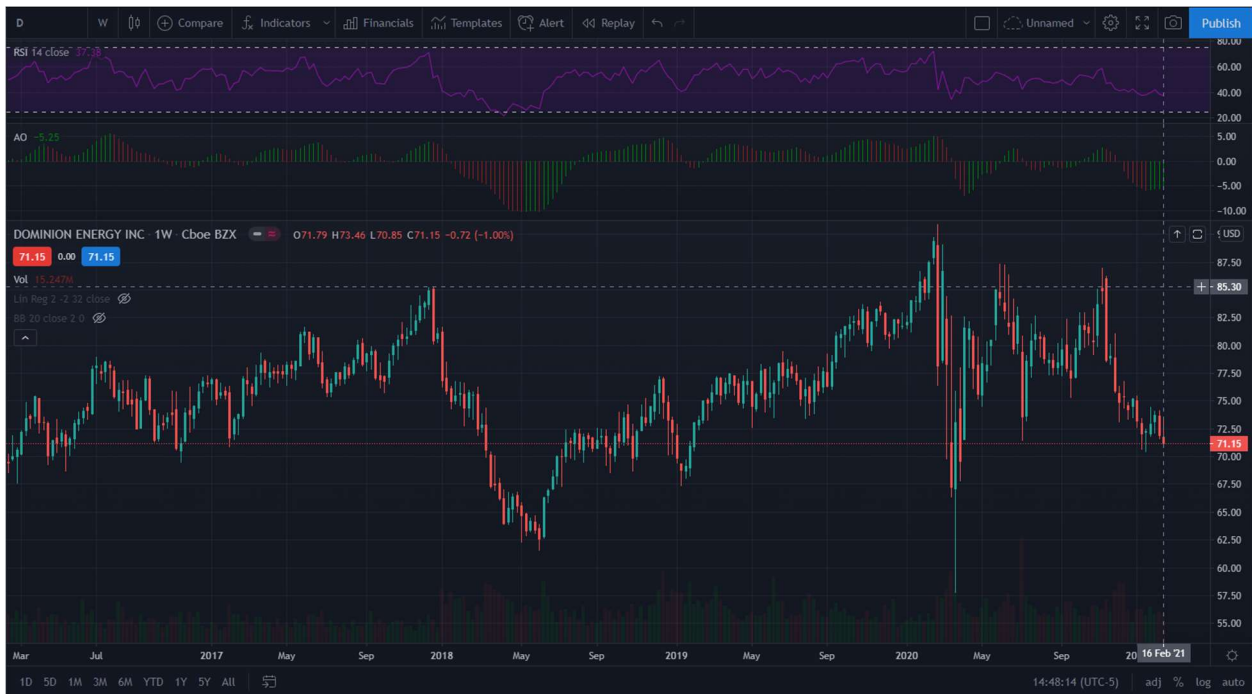 D W Compare Indicators Financials Templates Alert Replay Unnamed Publish
RSI 14 close 37.38
80.00
60.00
40.00
20.00
AO -5.25
5.00
0.00
-5.00
-10.00
DOMINION ENERGY INC 1W Cboe BZX O71.79 H73.46 L70.85 C71.15 -0.72 (-1.00%)
USD
71.15 0.00 71.15
Vol 15.247M
Lin Reg 2 -2 32 close
BB 20 close 2 0
87.50
85.30
82.50
80.00
77.50
75.00
72.50
71.15
70.00
67.50
65.00
62.50
60.00
57.50
55.00
Mar Jul 2017 May Sep 2018 May Sep 2019 May Sep 2020 May Sep 16 Feb '21
1D 5D 1M 3M 6M YTD 1Y 5Y All 14:48:14 (UTC-5) adj % log auto